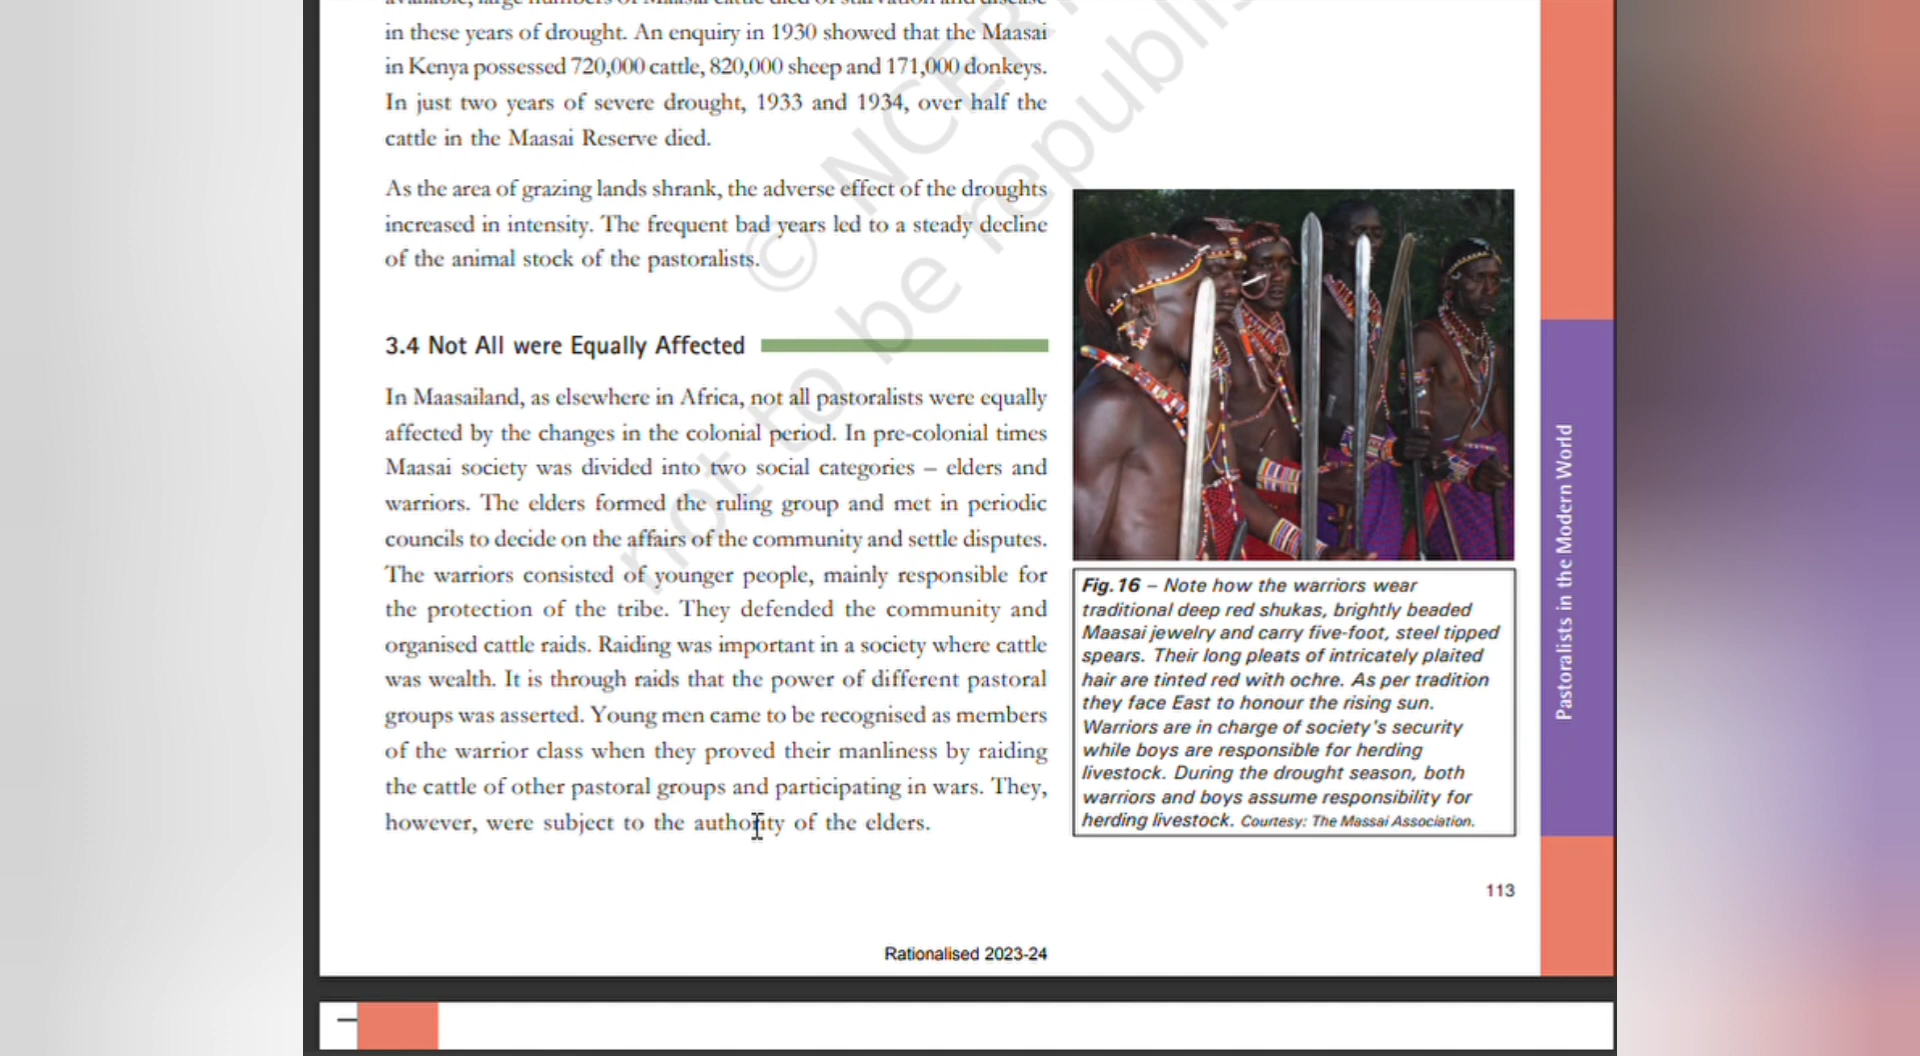 in these years of drought. An enquiry in 1930 showed that the Maasai
in Kenya possessed 720,000 cattle, 820,000 sheep and 171,000 donkeys.
In just two years of severe drought, 1933 and 1934, over half the
cattle in the Maasai Reserve died.
As the area of grazing lands shrank, the adverse effect of the droughts
increased in intensity. The frequent bad years led to a steady decline
of the animal stock of the pastoralists.
3.4 Not All were Equally Affected
In Maasailand, as elsewhere in Africa, not all pastoralists were equally
affected by the changes in the colonial period. In pre-colonial times
Maasai society was divided into two social categories – elders and
warriors. The elders formed the ruling group and met in periodic
councils to decide on the affairs of the community and settle disputes.
The warriors consisted of younger people, mainly responsible for
the protection of the tribe. They defended the community and
organised cattle raids. Raiding was important in a society where cattle
was wealth. It is through raids that the power of different pastoral
groups was asserted. Young men came to be recognised as members
of the warrior class when they proved their manliness by raiding
the cattle of other pastoral groups and participating in wars. They,
however, were subject to the authority of the elders.
Fig.16 – Note how the warriors wear
traditional deep red shukas, brightly beaded
Maasai jewelry and carry five-foot, steel tipped
spears. Their long pleats of intricately plaited
hair are tinted red with ochre. As per tradition
they face East to honour the rising sun.
Warriors are in charge of society's security
while boys are responsible for herding
livestock. During the drought season, both
warriors and boys assume responsibility for
herding livestock. Courtesy: The Massai Association.
Pastoralists in the Modern World
113
Rationalised 2023-24
© NCER
not to be republis